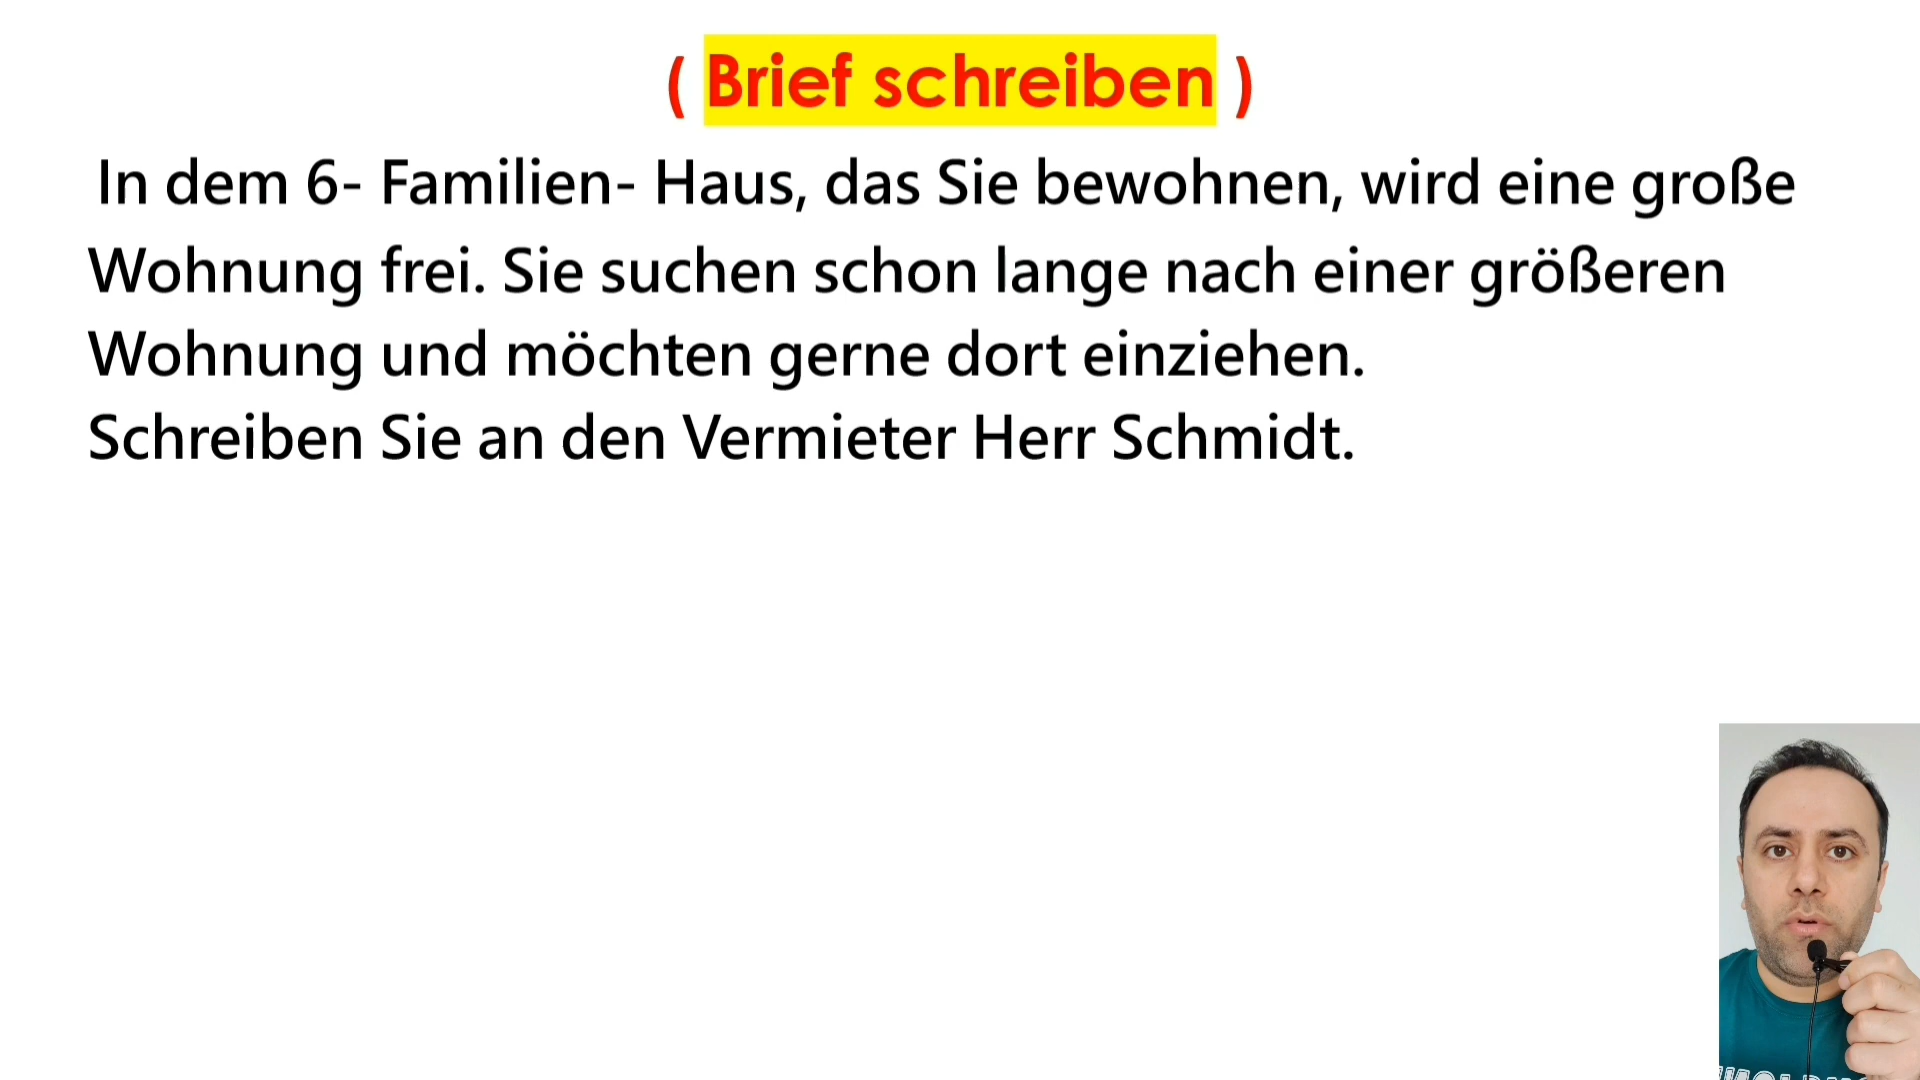 ( Brief schreiben )
In dem 6- Familien- Haus, das Sie bewohnen, wird eine große
Wohnung frei. Sie suchen schon lange nach einer größeren
Wohnung und möchten gerne dort einziehen.
Schreiben Sie an den Vermieter Herr Schmidt.